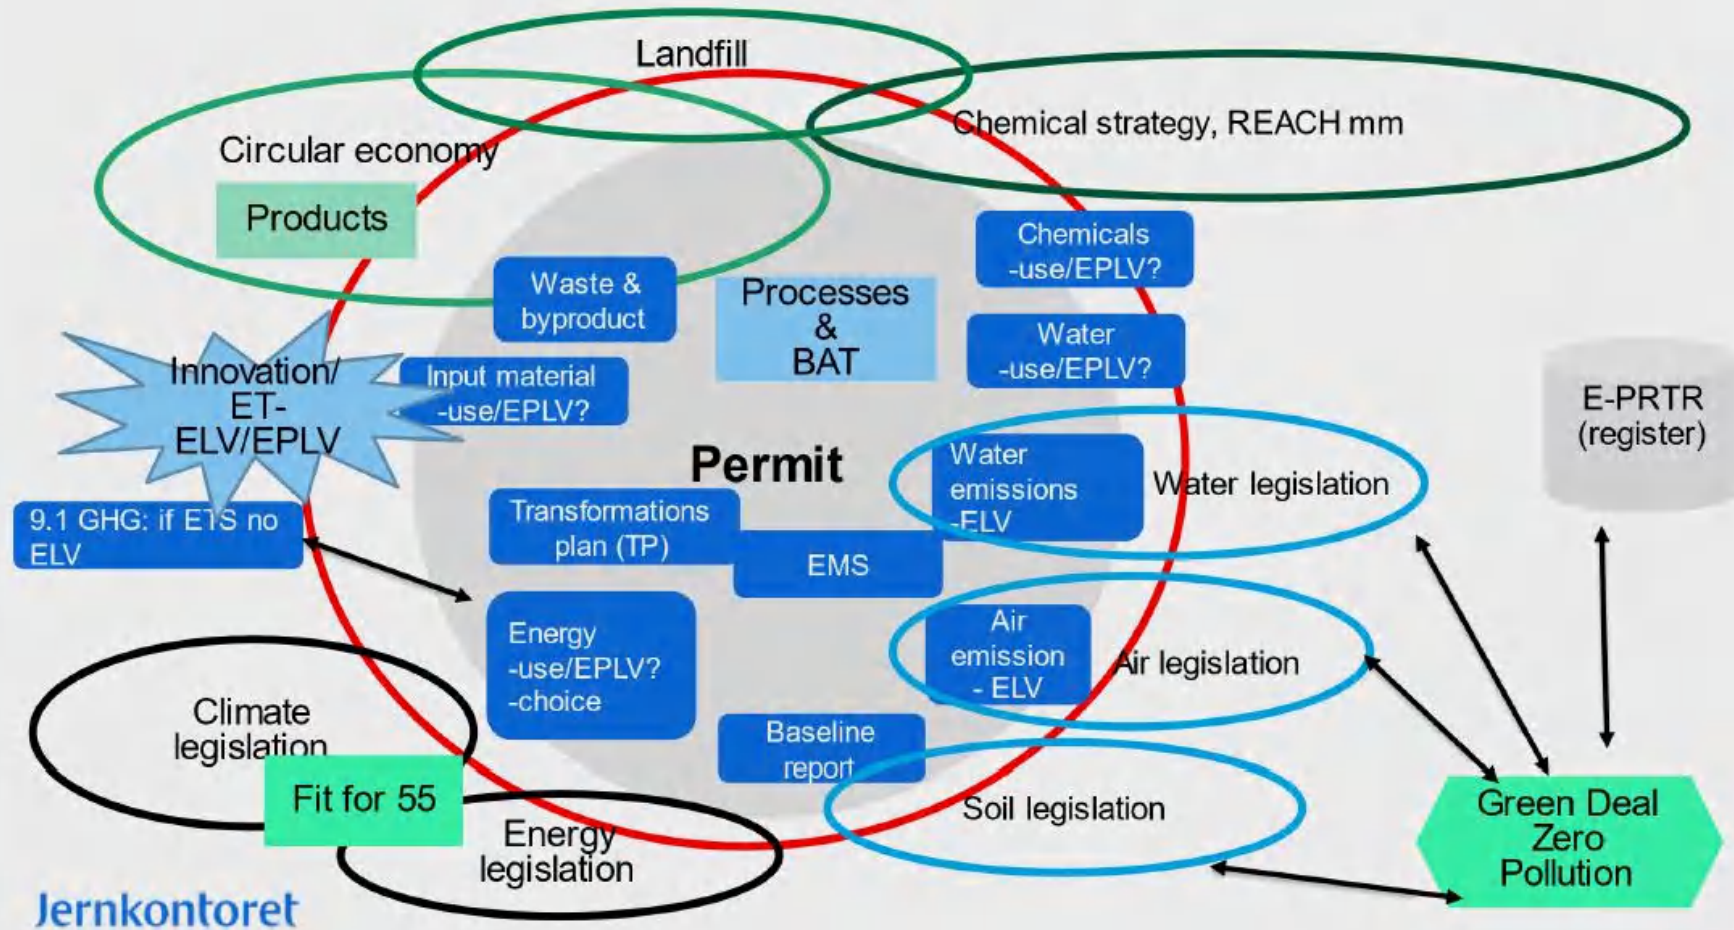 Landfill
Chemical strategy, REACH mm
Circular economy
Products
Chemicals
-use/EPLV?
Waste &
byproduct
Processes
&
BAT
Water
-use/EPLV?
Innovation/
ET-
ELV/EPLV
Input material
-use/EPLV?
E-PRTR
(register)
Permit
Water
emissions
-ELV
Water legislation
9.1 GHG: if ETS no
ELV
Transformations
plan (TP)
EMS
Energy
-use/EPLV?
-choice
Air
emission
- ELV
Air legislation
Climate
legislation
Fit for 55
Baseline
report
Soil legislation
Energy
legislation
Green Deal
Zero
Pollution
Jernkontoret